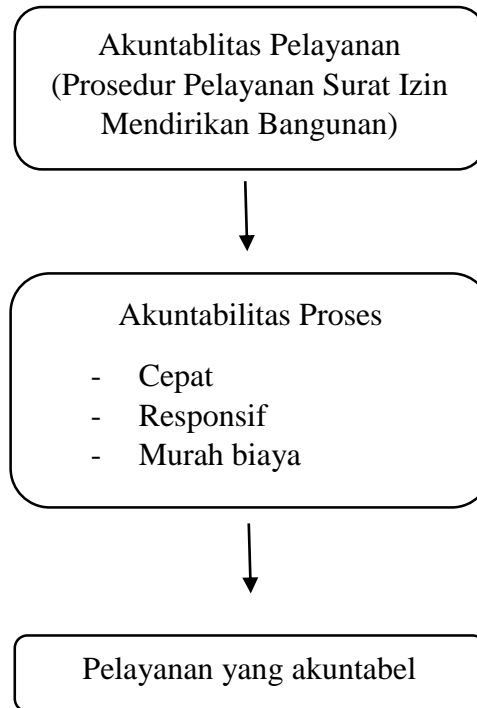 Akuntablitas Pelayanan
(Prosedur Pelayanan Surat Izin
Mendirikan Bangunan)
Akuntabilitas Proses
- Cepat
- Responsif
- Murah biaya
Pelayanan yang akuntabel